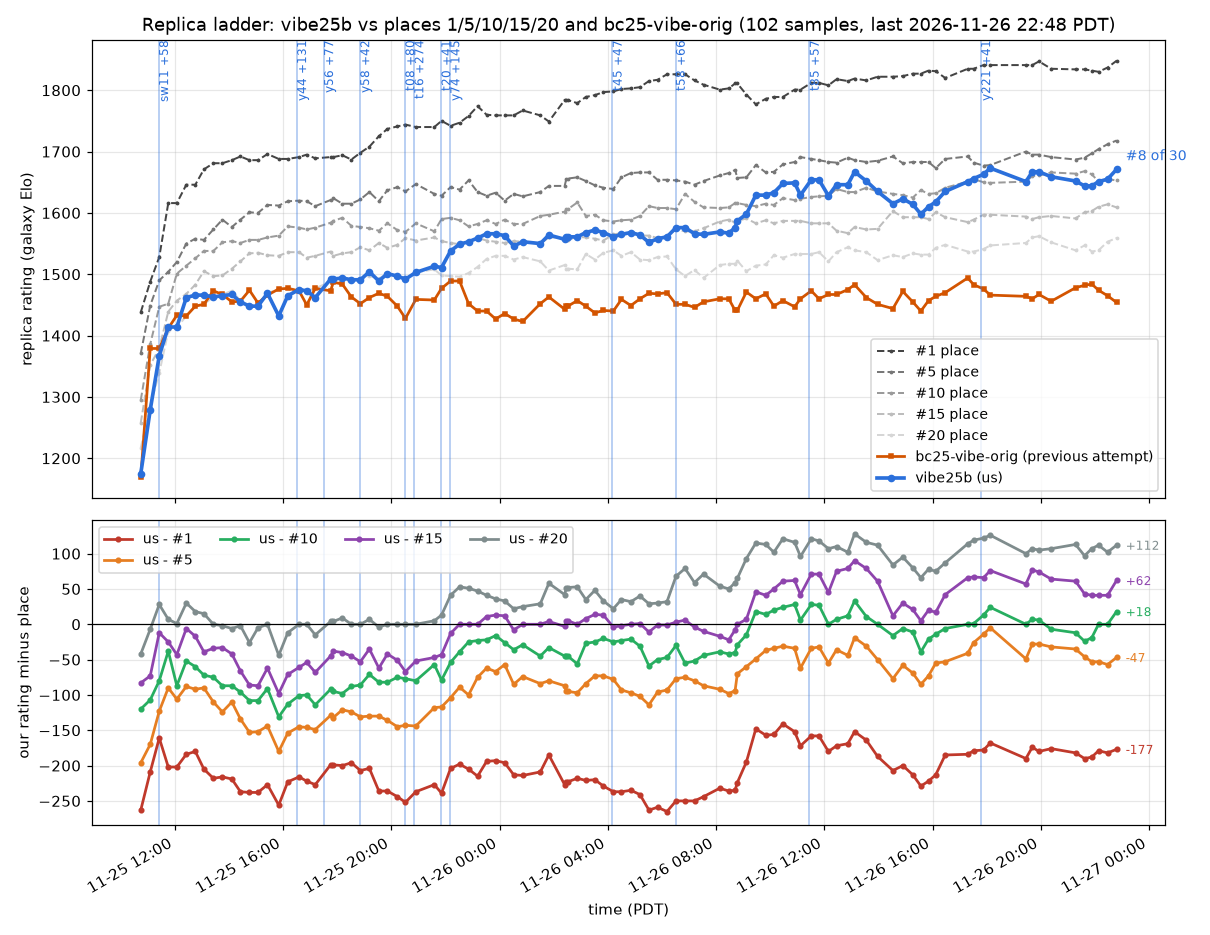 Replica ladder: vibe25b vs places 1/5/10/15/20 and bc25-vibe-orig (102 samples, last 2026-11-26 22:48 PDT)
sw11 +58
y44 +131
y56 +77
y58 +42
t08 +80
t16 +274
t20 +41
y74 +145
t45 +47
t58 +66
t85 +57
y221 +41
1800
1700
1600
1500
1400
1300
1200
replica rating (galaxy Elo)
#8 of 30
#1 place
#5 place
#10 place
#15 place
#20 place
bc25-vibe-orig (previous attempt)
vibe25b (us)
us - #1
us - #5
us - #10
us - #15
us - #20
100
50
0
−50
−100
−150
−200
−250
our rating minus place
+112
+62
+18
-47
-177
11-25 12:00
11-25 16:00
11-25 20:00
11-26 00:00
11-26 04:00
11-26 08:00
11-26 12:00
11-26 16:00
11-26 20:00
11-27 00:00
time (PDT)